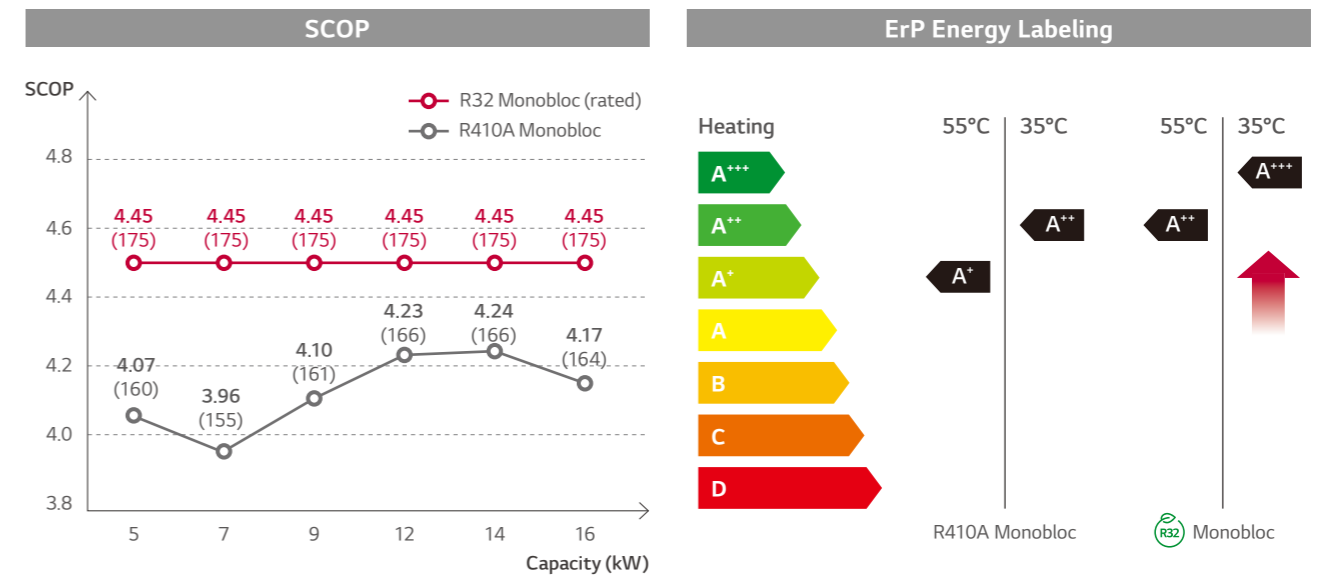 SCOP
SCOP
R32 Monobloc (rated)
R410A Monobloc
4.8
4.6
4.4
4.2
4.0
3.8
4.45 4.45 4.45 4.45 4.45 4.45
(175) (175) (175) (175) (175) (175)
4.07
(160)
3.96
(155)
4.10
(161)
4.23
(166)
4.24
(166)
4.17
(164)
5 7 9 12 14 16
Capacity (kW)
ErP Energy Labeling
Heating 55°C 35°C 55°C 35°C
A+++ A+++
A++ A++ A++
A+ A+
A
B
C
D
R410A Monobloc R32 Monobloc